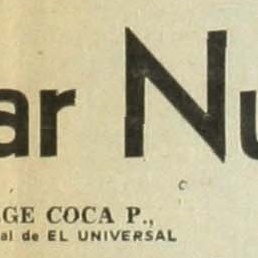 ar Nu
GE COCA P.,
al de EL UNIVERSAL